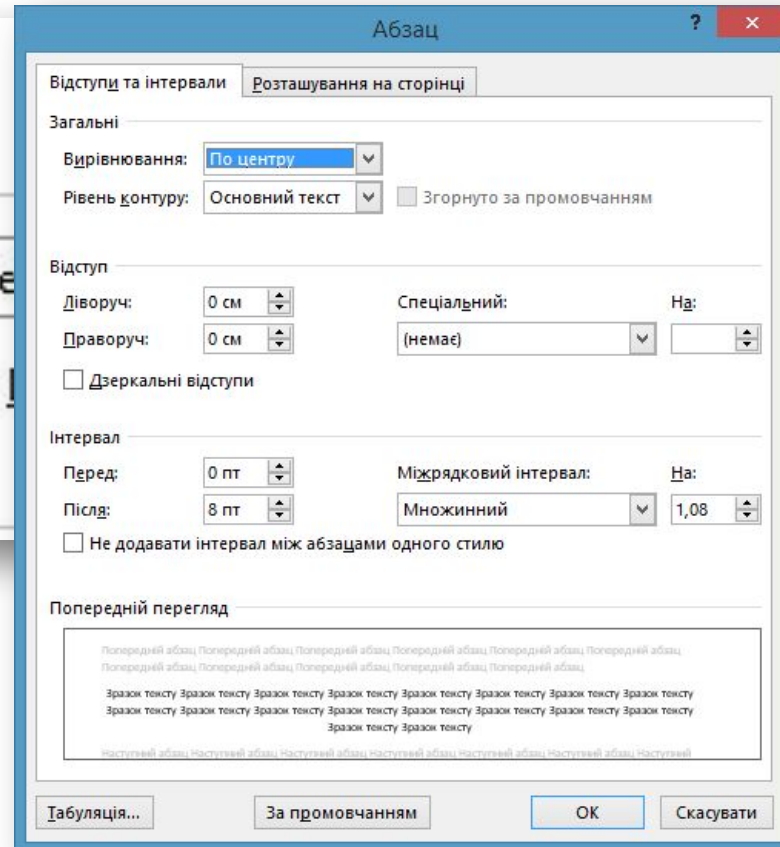 Абзац ? ×
Відступи та інтервали Розташування на сторінці
Загальні
Вирівнювання: По центру
Рівень контуру: Основний текст Згорнуто за промовчанням
Відступ
Ліворуч: 0 см Спеціальний: На:
Праворуч: 0 см (немає)
Дзеркальні відступи
Інтервал
Перед: 0 пт Міжрядковий інтервал: На:
Після: 8 пт Множинний 1,08
Не додавати інтервал між абзацами одного стилю
Попередній перегляд
Попередній абзац Попередній абзац Попередній абзац Попередній абзац Попередній абзац Попередній абзац
Попередній абзац Попередній абзац Попередній абзац Попередній абзац Попередній абзац
Зразок тексту Зразок тексту Зразок тексту Зразок тексту Зразок тексту Зразок тексту Зразок тексту Зразок тексту
Зразок тексту Зразок тексту Зразок тексту Зразок тексту Зразок тексту Зразок тексту Зразок тексту Зразок тексту
Зразок тексту Зразок тексту
Наступний абзац Наступний абзац Наступний абзац Наступний абзац Наступний абзац Наступний абзац Наступний
Табуляція... За промовчанням ОК Скасувати